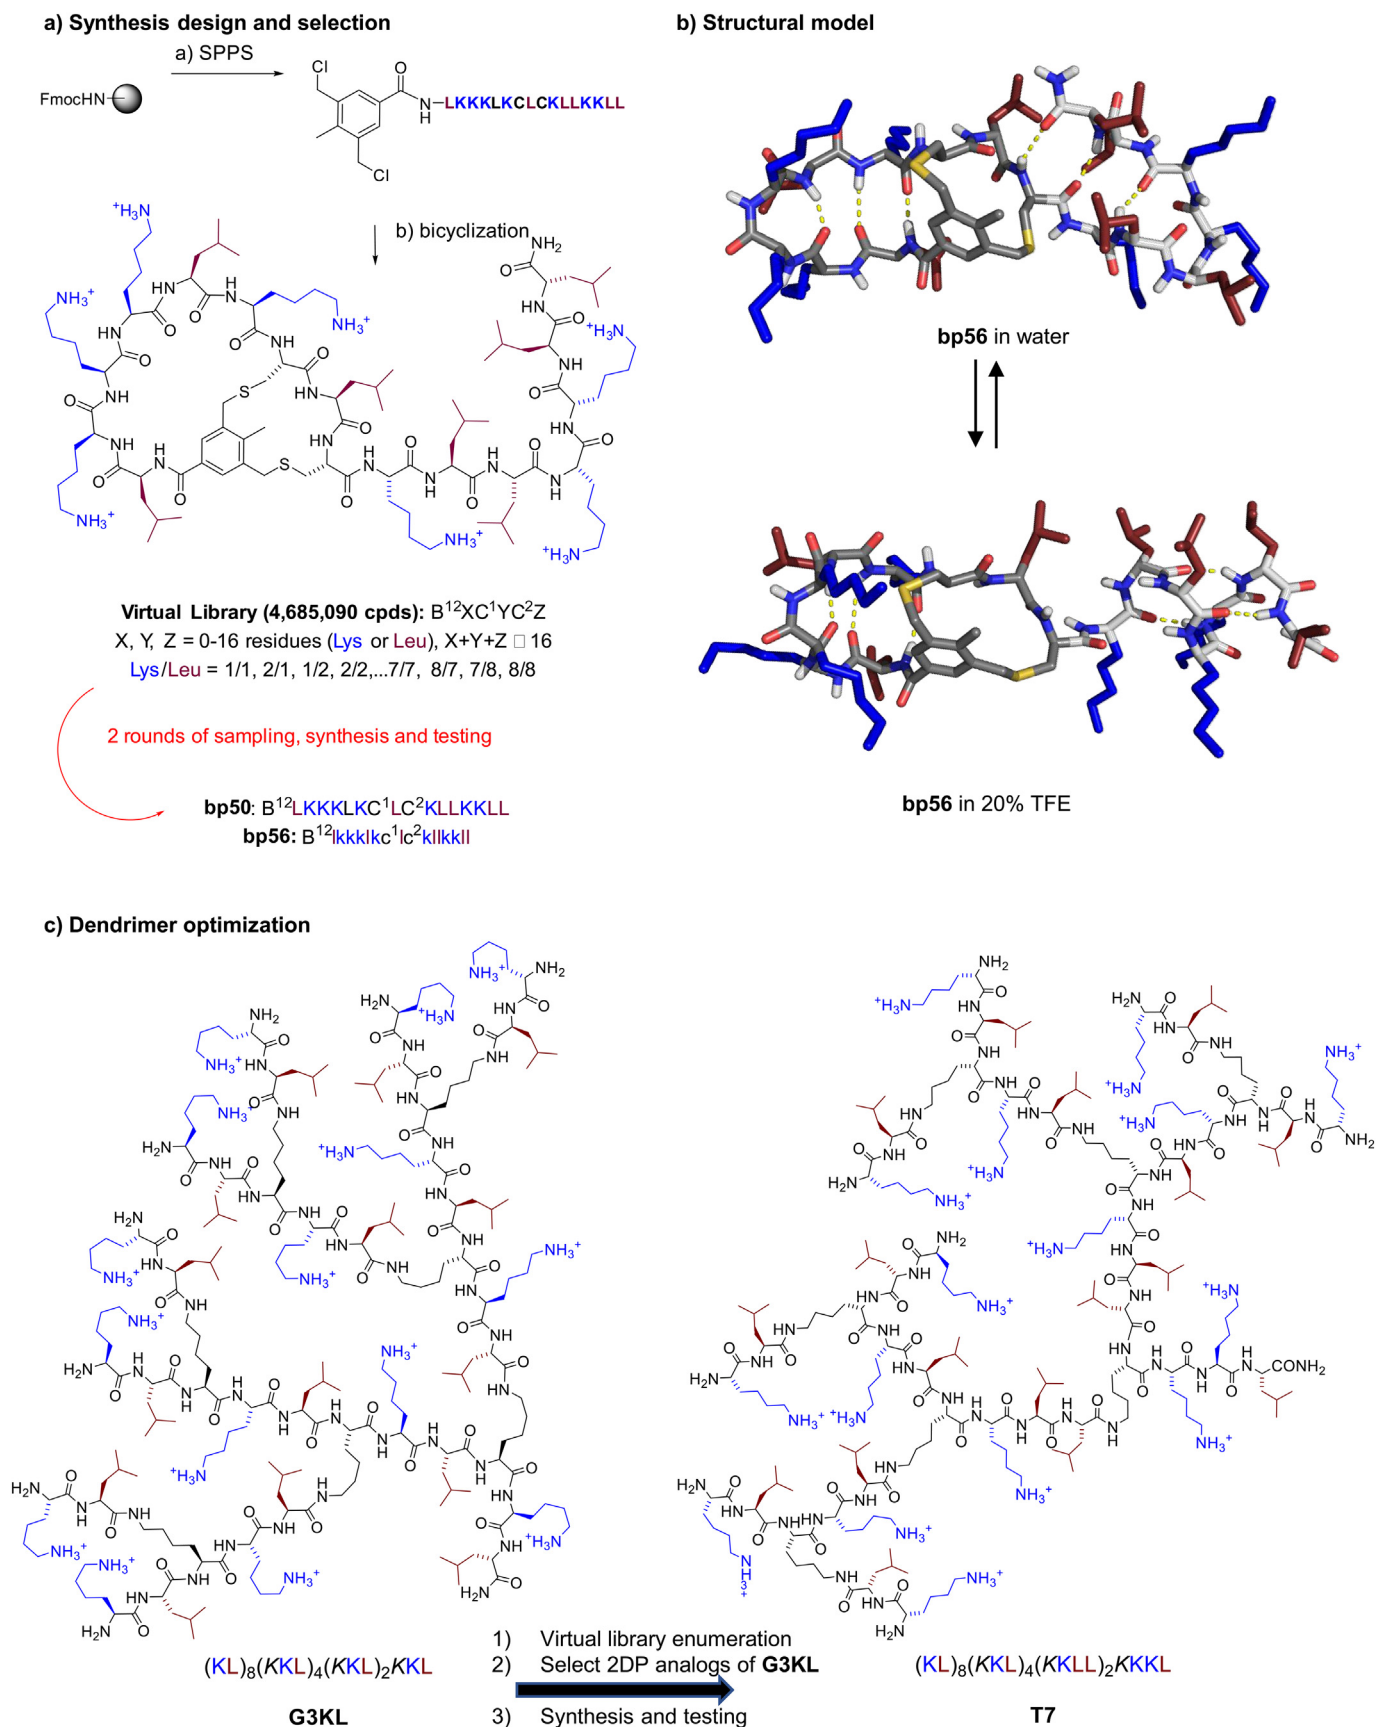 a) Synthesis design and selection
a) SPPS
FmocHN
Cl
O
N
H
LKKKLKCLCKLLKKLL
Cl
b) bicyclization
Virtual Library (4,685,090 cpds): B¹²XC¹YC²Z
X, Y, Z = 0-16 residues (Lys or Leu), X+Y+Z □ 16
Lys/Leu = 1/1, 2/1, 1/2, 2/2,...7/7, 8/7, 7/8, 8/8
2 rounds of sampling, synthesis and testing
bp50: B¹²LKKKLKC¹LC²KLLKKLL
bp56: B¹²lkkklkc¹lc²kllkkll
b) Structural model
bp56 in water
bp56 in 20% TFE
c) Dendrimer optimization
(KL)₈(KKL)₄(KKL)₂KKL
G3KL
1) Virtual library enumeration
2) Select 2DP analogs of G3KL
3) Synthesis and testing
(KL)₈(KKL)₄(KKLL)₂KKKL
T7